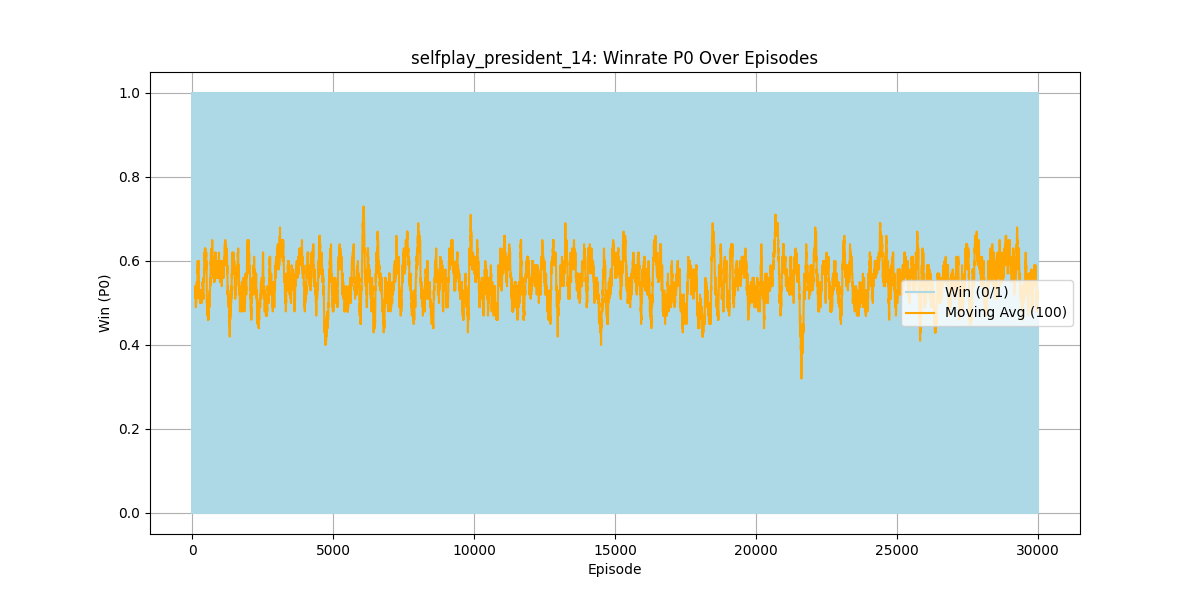 selfplay_president_14: Winrate P0 Over Episodes
Win (P0)
1.0
0.8
0.6
0.4
0.2
0.0
Win (0/1)
Moving Avg (100)
0 5000 10000 15000 20000 25000 30000
Episode